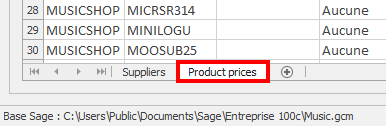 28 MUSICSHOP MICRSR314 Aucune
29 MUSICSHOP MINILOGU Aucune
30 MUSICSHOP MOOSUB25 Aucune
Suppliers Product prices
Base Sage : C:\Users\Public\Documents\Sage\Entreprise 100c\Music.gcm